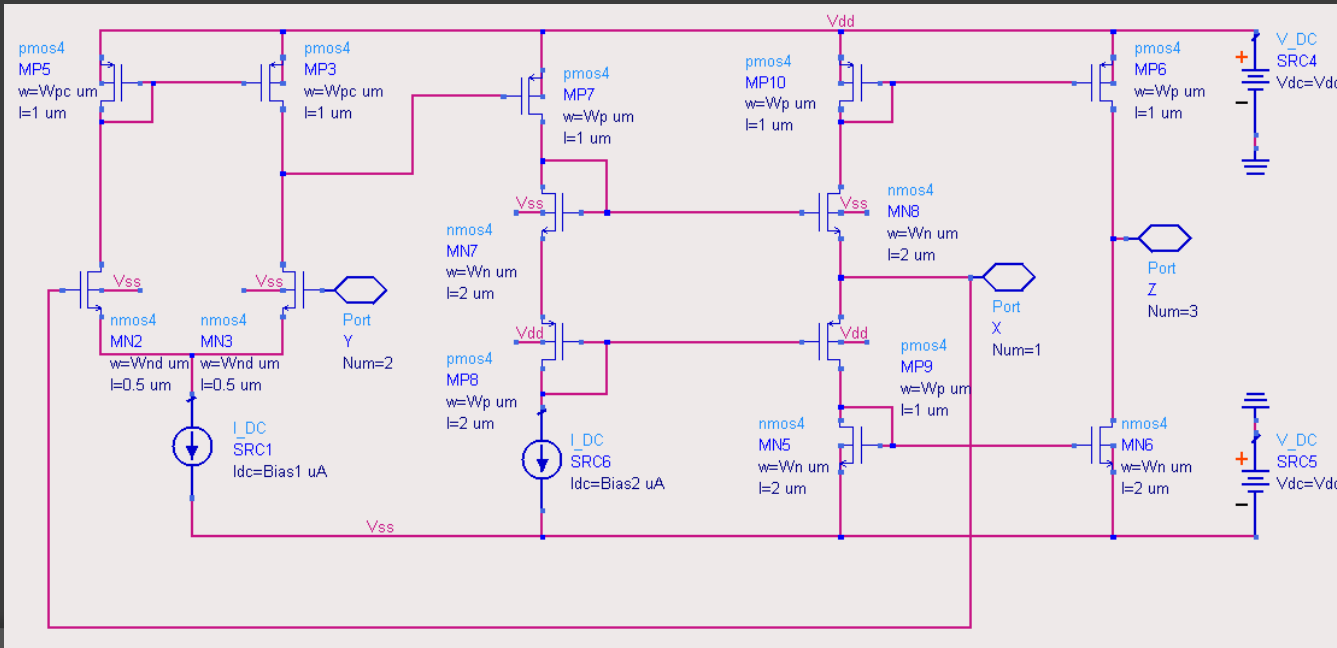 Vdd
pmos4
MP5
w=Wpc um
l=1 um
pmos4
MP3
w=Wpc um
l=1 um
pmos4
MP7
w=Wp um
l=1 um
pmos4
MP10
w=Wp um
l=1 um
pmos4
MP6
w=Wp um
l=1 um
V_DC
SRC4
Vdc=Vdc
+
–
Vss
nmos4
MN7
w=Wn um
l=2 um
Vss
nmos4
MN8
w=Wn um
l=2 um
Port
Z
Num=3
Vss
nmos4
MN2
w=Wnd um
l=0.5 um
Vss
nmos4
MN3
w=Wnd um
l=0.5 um
Port
Y
Num=2
Port
X
Num=1
Vdd
pmos4
MP8
w=Wp um
l=2 um
Vdd
pmos4
MP9
w=Wp um
l=1 um
I_DC
SRC1
Idc=Bias1 uA
I_DC
SRC6
Idc=Bias2 uA
nmos4
MN5
w=Wn um
l=2 um
nmos4
MN6
w=Wn um
l=2 um
V_DC
SRC5
Vdc=Vdc
+
–
Vss